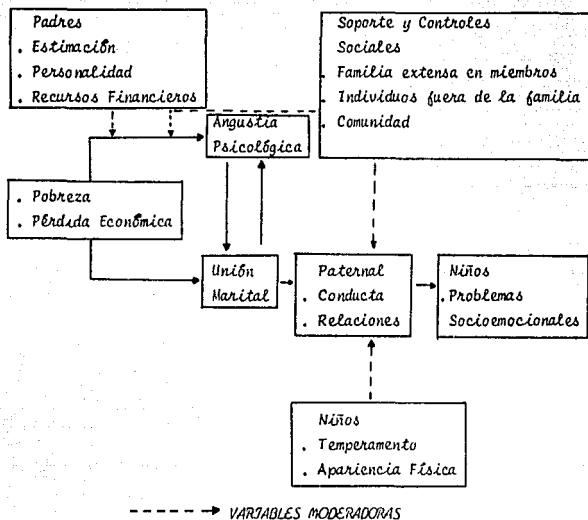 Padres
. Estimación
. Personalidad
. Recursos Financieros
Soporte y Controles
Sociales
. Familia extensa en miembros
. Individuos fuera de la familia
. Comunidad
Angustia
Psicológica
. Pobreza
. Pérdida Económica
Unión
Marital
Paternal
. Conducta
. Relaciones
Niños
. Problemas
Socioemocionales
Niños
. Temperamento
. Apariencia Física
VARIABLES MODERADORAS